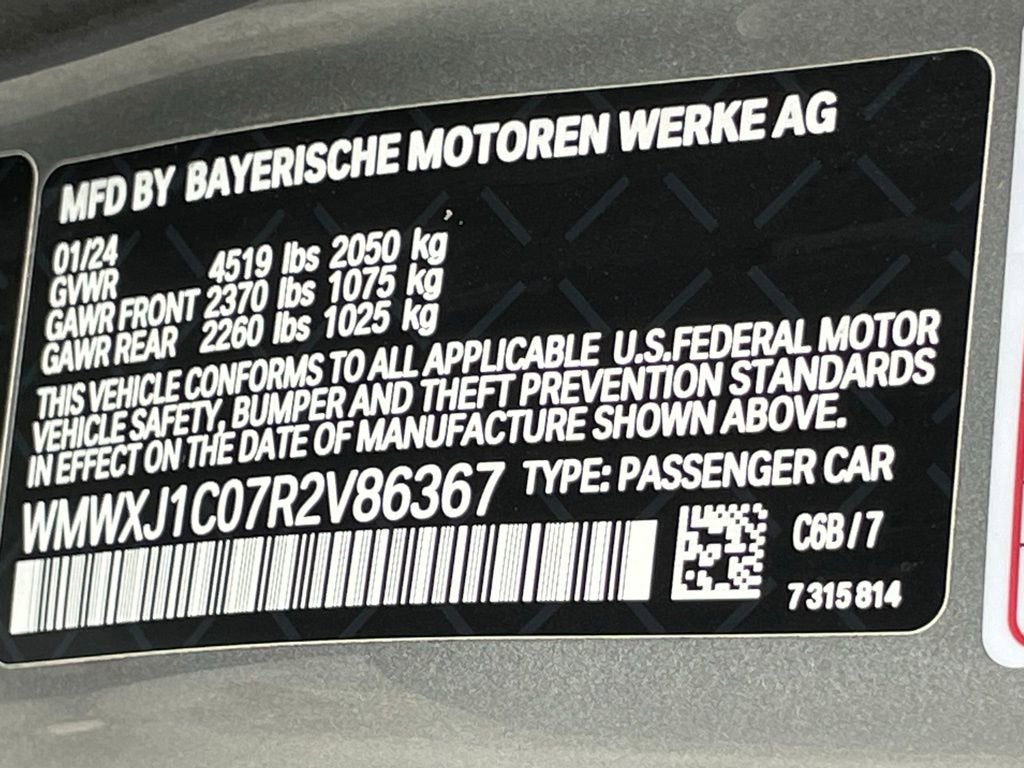 MFD BY BAYERISCHE MOTOREN WERKE AG
01/24
GVWR 4519 lbs 2050 kg
GAWR FRONT 2370 lbs 1075 kg
GAWR REAR 2260 lbs 1025 kg
THIS VEHICLE CONFORMS TO ALL APPLICABLE U.S.FEDERAL MOTOR
VEHICLE SAFETY, BUMPER AND THEFT PREVENTION STANDARDS
IN EFFECT ON THE DATE OF MANUFACTURE SHOWN ABOVE.
WMWXJ1C07R2V86367 TYPE: PASSENGER CAR
C6B/7
7315814